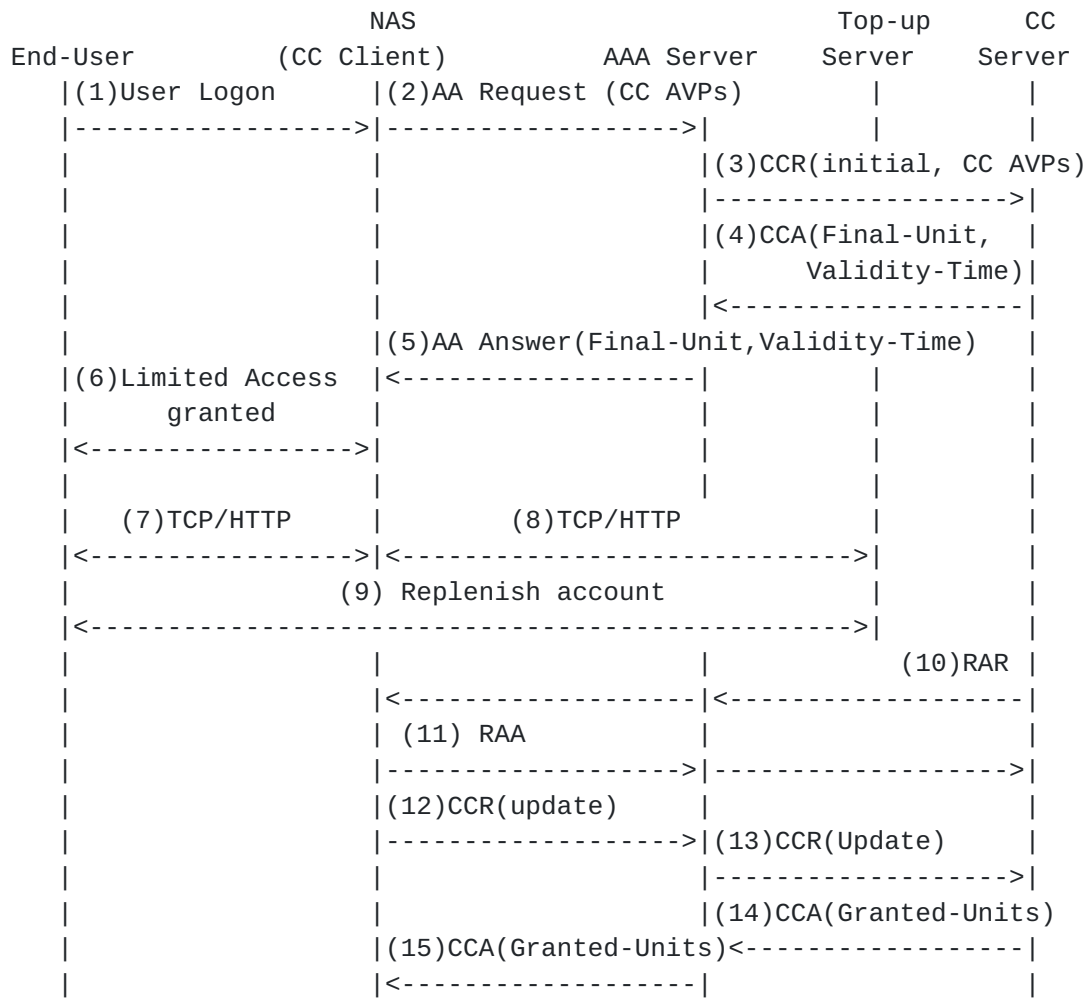 NAS Top-up CC
End-User (CC Client) AAA Server Server Server
|(1)User Logon |(2)AA Request (CC AVPs) | |
|------------------>|------------------->| | |
| | |(3)CCR(initial, CC AVPs)
| | |------------------->|
| | |(4)CCA(Final-Unit, |
| | | Validity-Time)|
| | |<-------------------|
| |(5)AA Answer(Final-Unit,Validity-Time) |
|(6)Limited Access |<-------------------| | |
| granted | | | |
|<----------------->| | | |
| | | | |
| (7)TCP/HTTP | (8)TCP/HTTP | |
|<----------------->|<----------------------------->| |
| (9) Replenish account | |
|<------------------------------------------------->| |
| | | (10)RAR |
| |<-------------------|<-------------------|
| | (11) RAA | |
| |------------------->|------------------->|
| |(12)CCR(update) | |
| |------------------->|(13)CCR(Update) |
| | |------------------->|
| | |(14)CCA(Granted-Units)
| |(15)CCA(Granted-Units)<------------------|
| |<-------------------| |